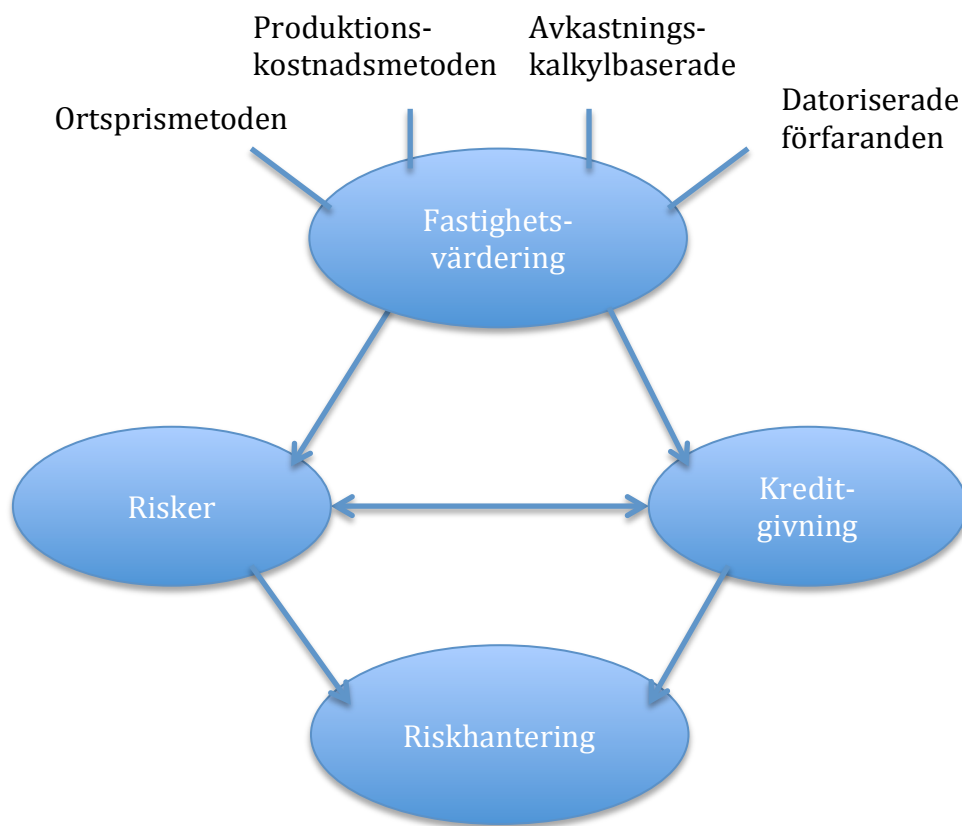 Produktions-
kostnadsmetoden
Avkastnings-
kalkylbaserade
Ortsprismetoden
Datoriserade
förfaranden
Fastighets-
värdering
Risker
Kredit-
givning
Riskhantering